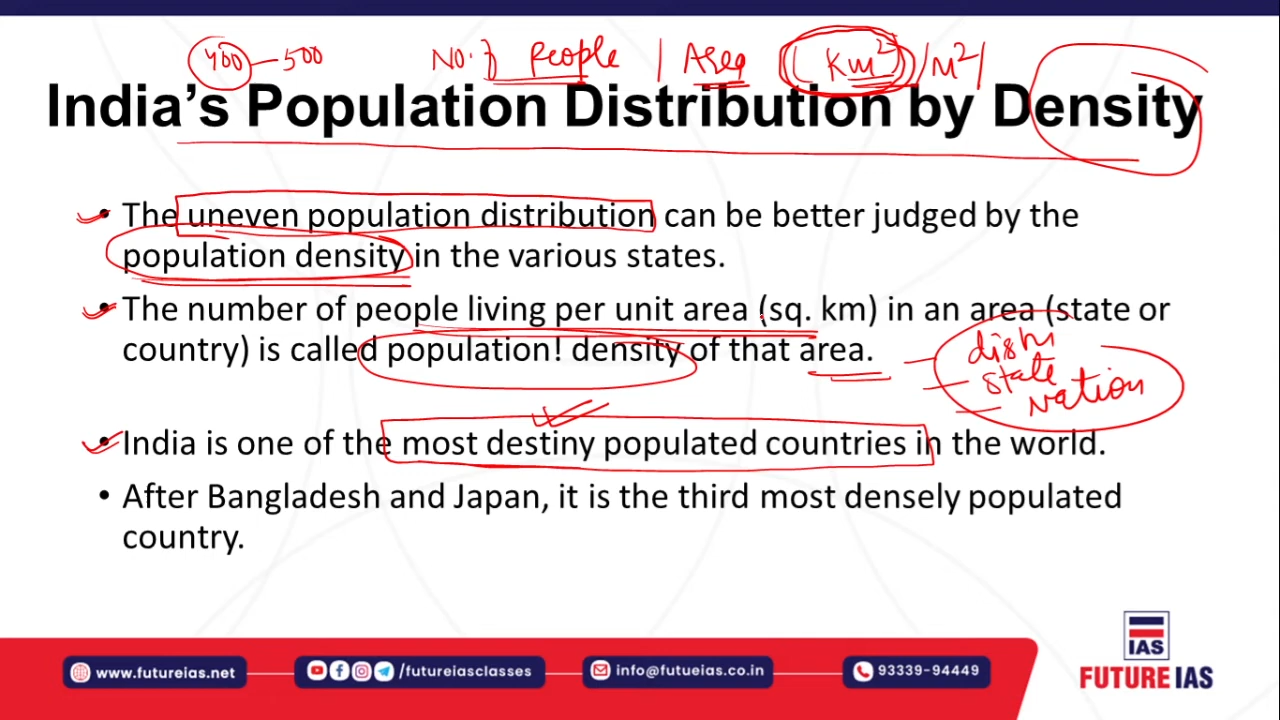 400 - 500 No. of People / Area ( km² ) / m² /
India's Population Distribution by Density
• The uneven population distribution can be better judged by the
population density in the various states.
• The number of people living per unit area (sq. km) in an area (state or
country) is called population! density of that area.
state
Nation
• India is one of the most destiny populated countries in the world.
• After Bangladesh and Japan, it is the third most densely populated
country.
IAS
FUTURE IAS
www.futureias.net
/futureiasclasses
info@futueias.co.in
93339-94449